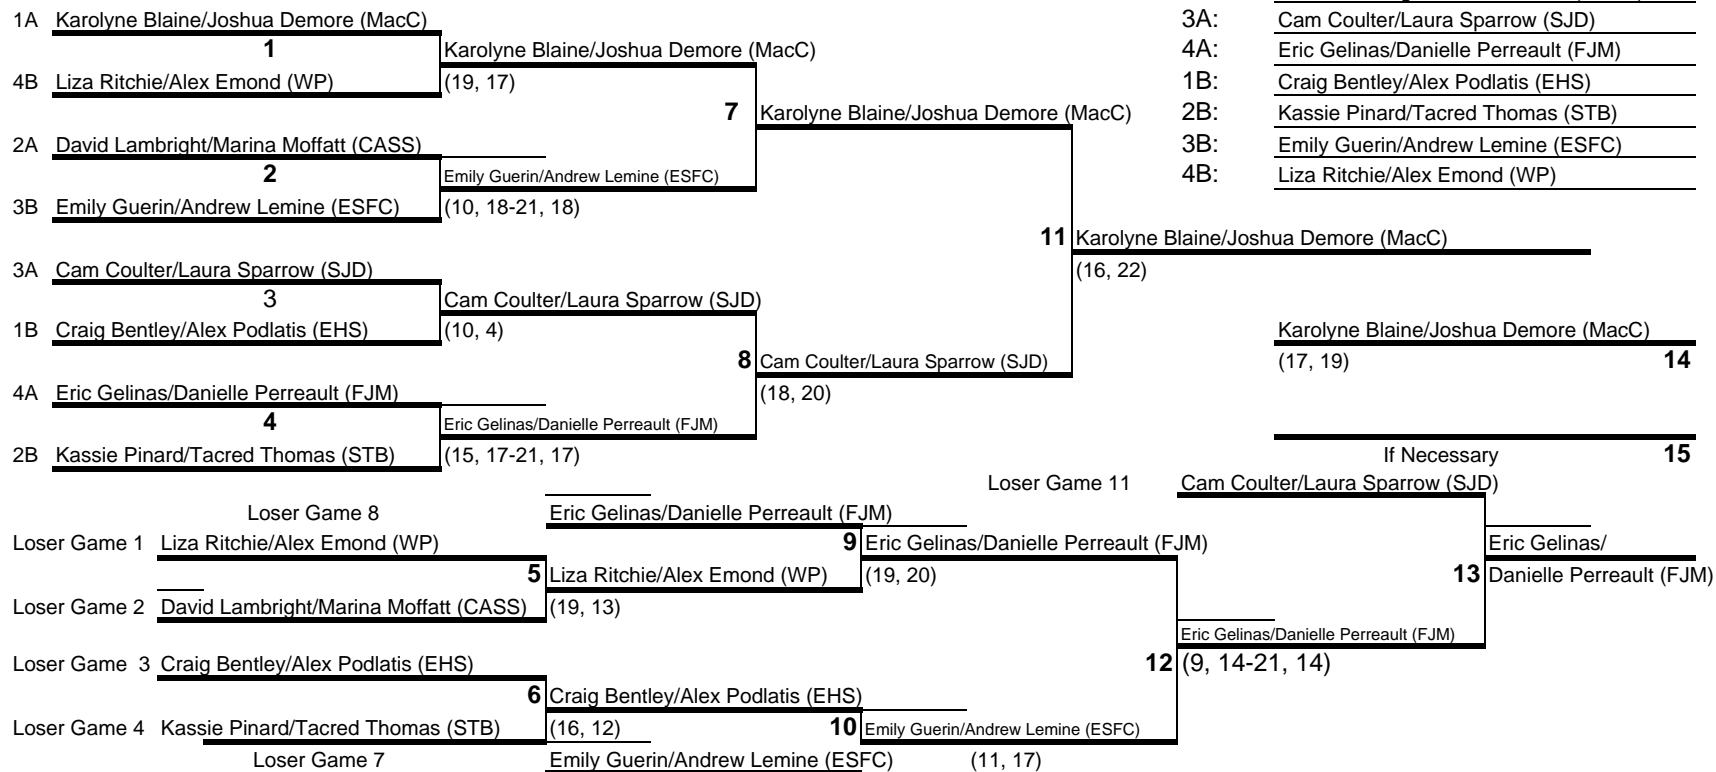 1A Karolyne Blaine/Joshua Demore (MacC)
1
4B Liza Ritchie/Alex Emond (WP)
Karolyne Blaine/Joshua Demore (MacC)
(19, 17)
2A David Lambright/Marina Moffatt (CASS)
2
3B Emily Guerin/Andrew Lemine (ESFC)
Emily Guerin/Andrew Lemine (ESFC)
(10, 18-21, 18)
7 Karolyne Blaine/Joshua Demore (MacC)
3A Cam Coulter/Laura Sparrow (SJD)
3
1B Craig Bentley/Alex Podlatis (EHS)
Cam Coulter/Laura Sparrow (SJD)
(10, 4)
4A Eric Gelinas/Danielle Perreault (FJM)
4
2B Kassie Pinard/Tacred Thomas (STB)
Eric Gelinas/Danielle Perreault (FJM)
(15, 17-21, 17)
8 Cam Coulter/Laura Sparrow (SJD)
(18, 20)
11 Karolyne Blaine/Joshua Demore (MacC)
(16, 22)
3A: Cam Coulter/Laura Sparrow (SJD)
4A: Eric Gelinas/Danielle Perreault (FJM)
1B: Craig Bentley/Alex Podlatis (EHS)
2B: Kassie Pinard/Tacred Thomas (STB)
3B: Emily Guerin/Andrew Lemine (ESFC)
4B: Liza Ritchie/Alex Emond (WP)
Karolyne Blaine/Joshua Demore (MacC)
(17, 19) 14
If Necessary 15
Loser Game 8 Eric Gelinas/Danielle Perreault (FJM)
Loser Game 1 Liza Ritchie/Alex Emond (WP)
5 Liza Ritchie/Alex Emond (WP)
Loser Game 2 David Lambright/Marina Moffatt (CASS)
(19, 13)
9 Eric Gelinas/Danielle Perreault (FJM)
(19, 20)
Loser Game 3 Craig Bentley/Alex Podlatis (EHS)
6 Craig Bentley/Alex Podlatis (EHS)
Loser Game 4 Kassie Pinard/Tacred Thomas (STB)
(16, 12)
Loser Game 7 Emily Guerin/Andrew Lemine (ESFC)
10 Emily Guerin/Andrew Lemine (ESFC)
(11, 17)
Loser Game 11 Cam Coulter/Laura Sparrow (SJD)
Eric Gelinas/Danielle Perreault (FJM)
12 (9, 14-21, 14)
Eric Gelinas/
13 Danielle Perreault (FJM)